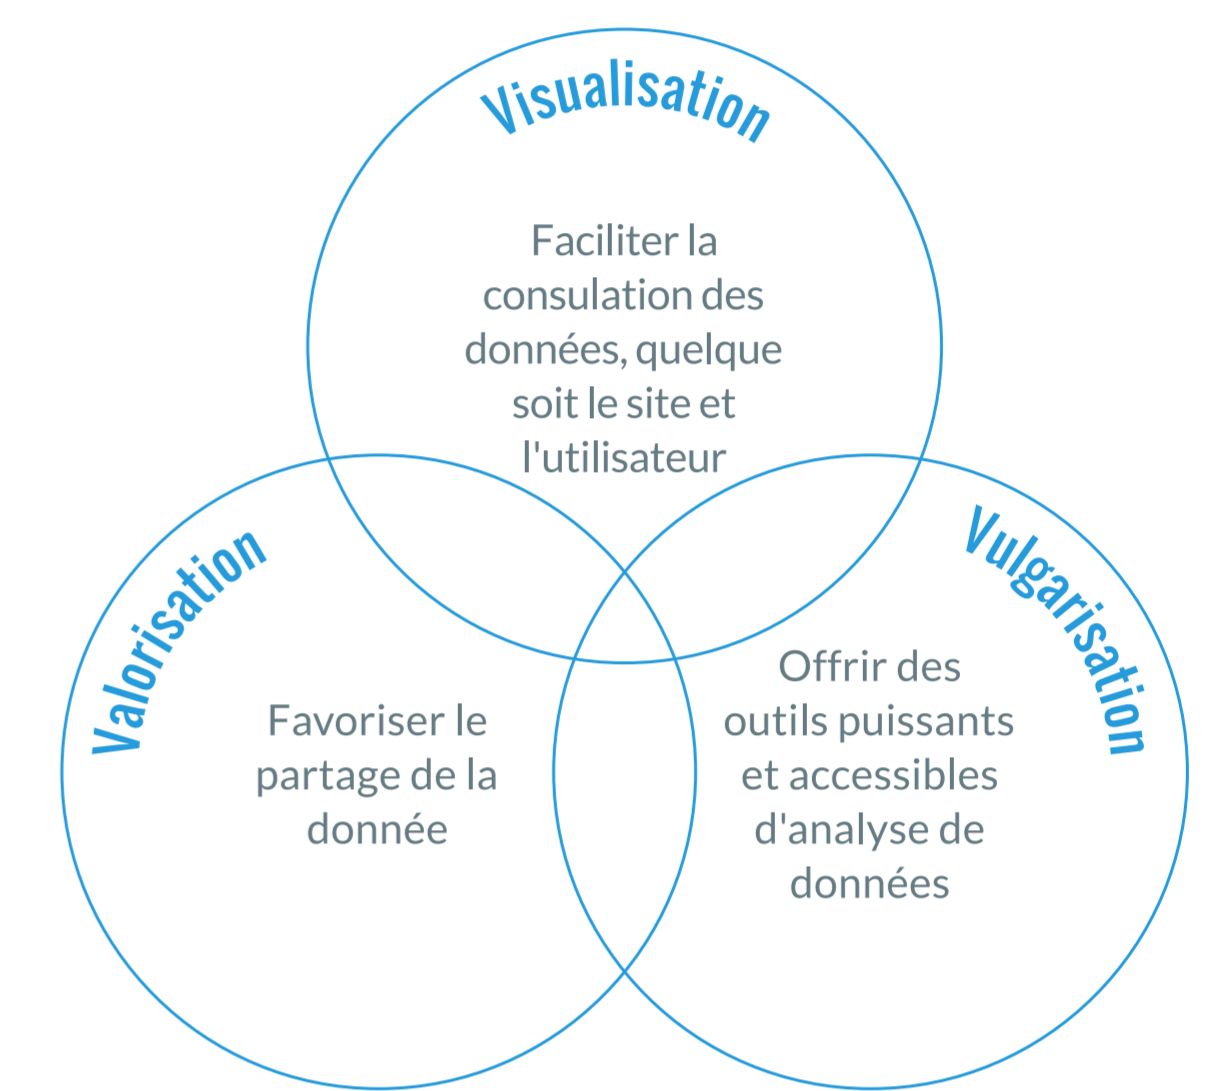 Visualisation
Faciliter la
consulation des
données, quelque
soit le site et
l'utilisateur
Valorisation
Favoriser le
partage de la
donnée
Vulgarisation
Offrir des
outils puissants
et accessibles
d'analyse de
données